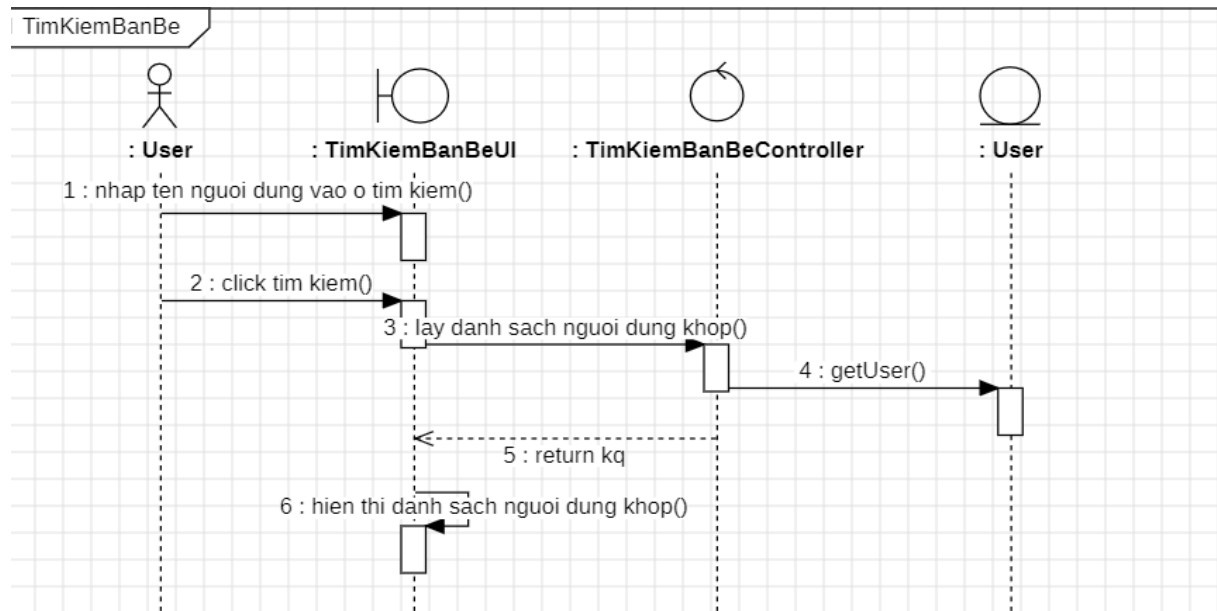 TimKiemBanBe
: User
: TimKiemBanBeUI
: TimKiemBanBeController
: User
1 : nhap ten nguoi dung vao o tim kiem()
2 : click tim kiem()
3 : lay danh sach nguoi dung khop()
4 : getUser()
5 : return kq
6 : hien thi danh sach nguoi dung khop()